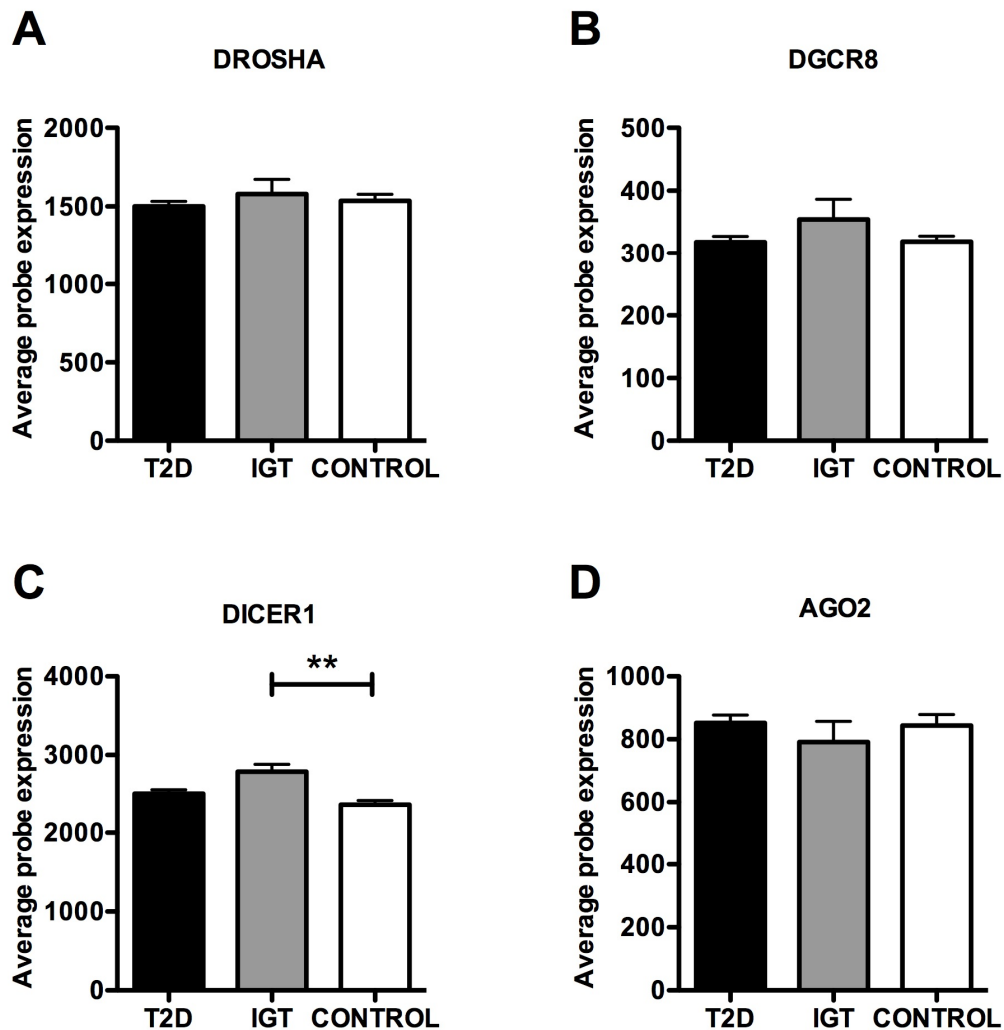 A
DROSHA
Average probe expression
2000
1500
1000
500
0
T2D IGT CONTROL
B
DGCR8
Average probe expression
500
400
300
200
100
0
T2D IGT CONTROL
C
DICER1
Average probe expression
4000
3000
2000
1000
0
**
T2D IGT CONTROL
D
AGO2
Average probe expression
1000
800
600
400
200
0
T2D IGT CONTROL